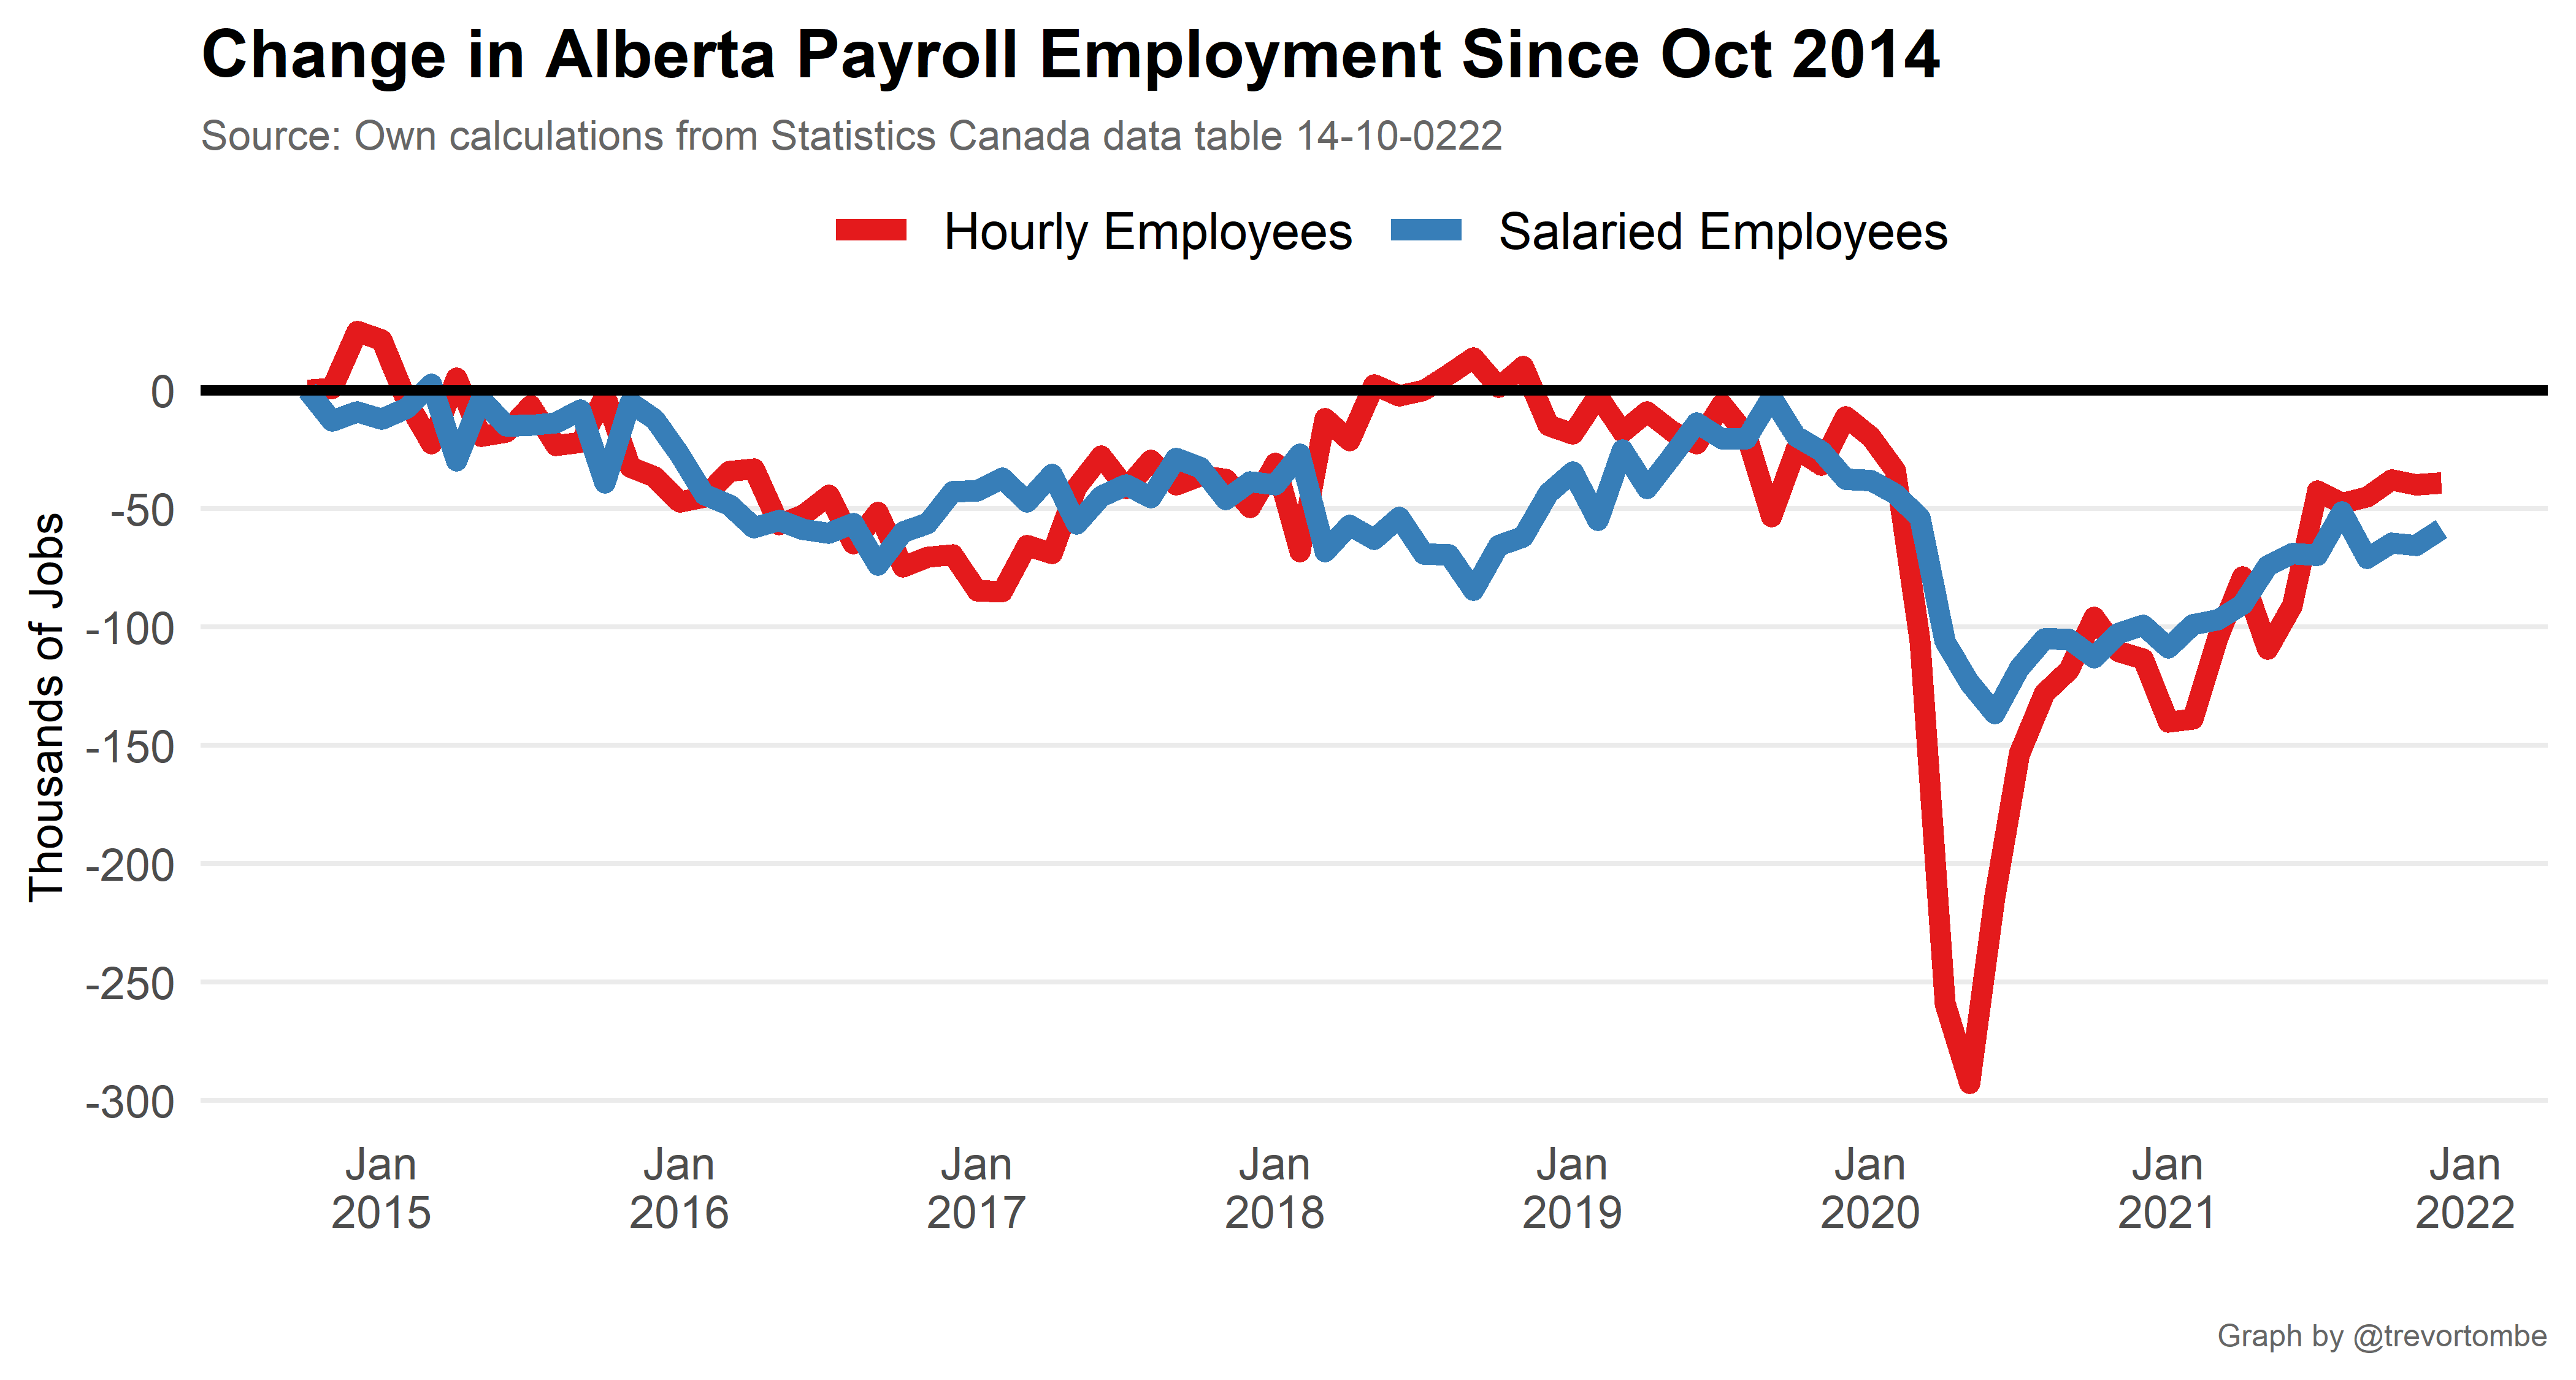 Change in Alberta Payroll Employment Since Oct 2014
Source: Own calculations from Statistics Canada data table 14-10-0222
Hourly Employees Salaried Employees
Thousands of Jobs
0
-50
-100
-150
-200
-250
-300
Jan 2015
Jan 2016
Jan 2017
Jan 2018
Jan 2019
Jan 2020
Jan 2021
Jan 2022
Graph by @trevortombe